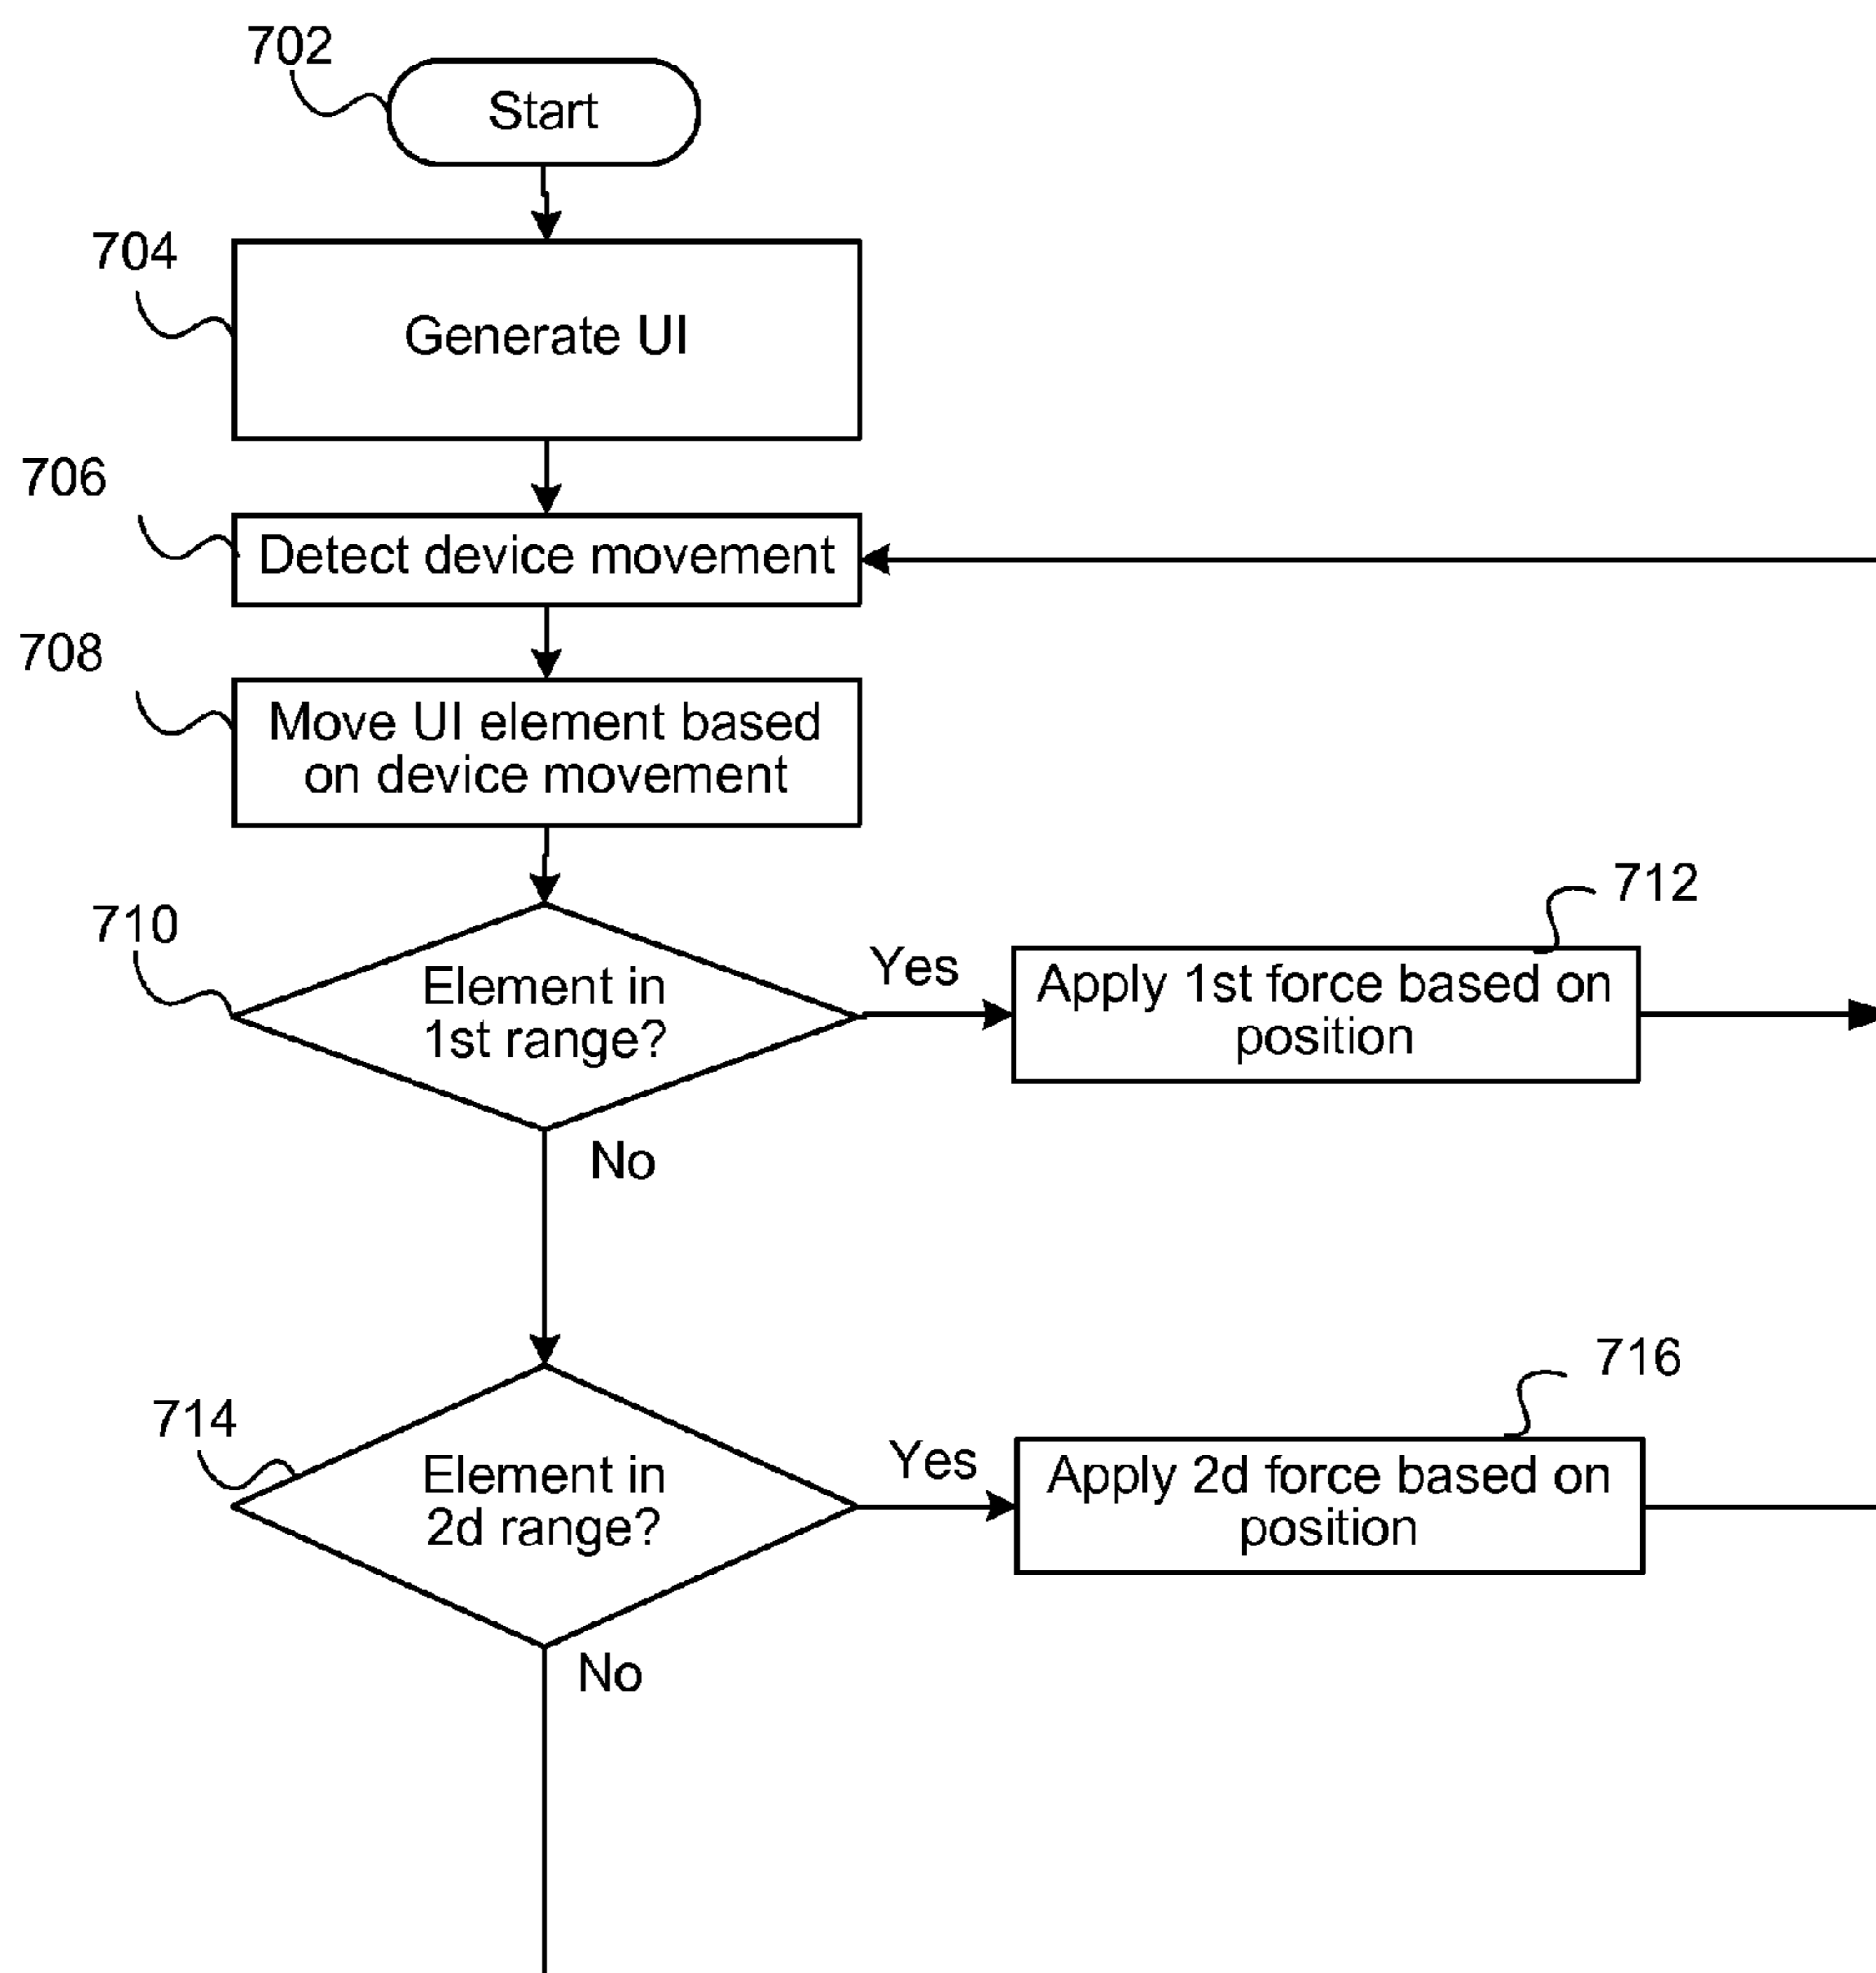 702
Start
704
Generate UI
706
Detect device movement
708
Move UI element based
on device movement
710
Element in
1st range?
Yes
712
Apply 1st force based on
position
No
714
Element in
2d range?
Yes
716
Apply 2d force based on
position
No